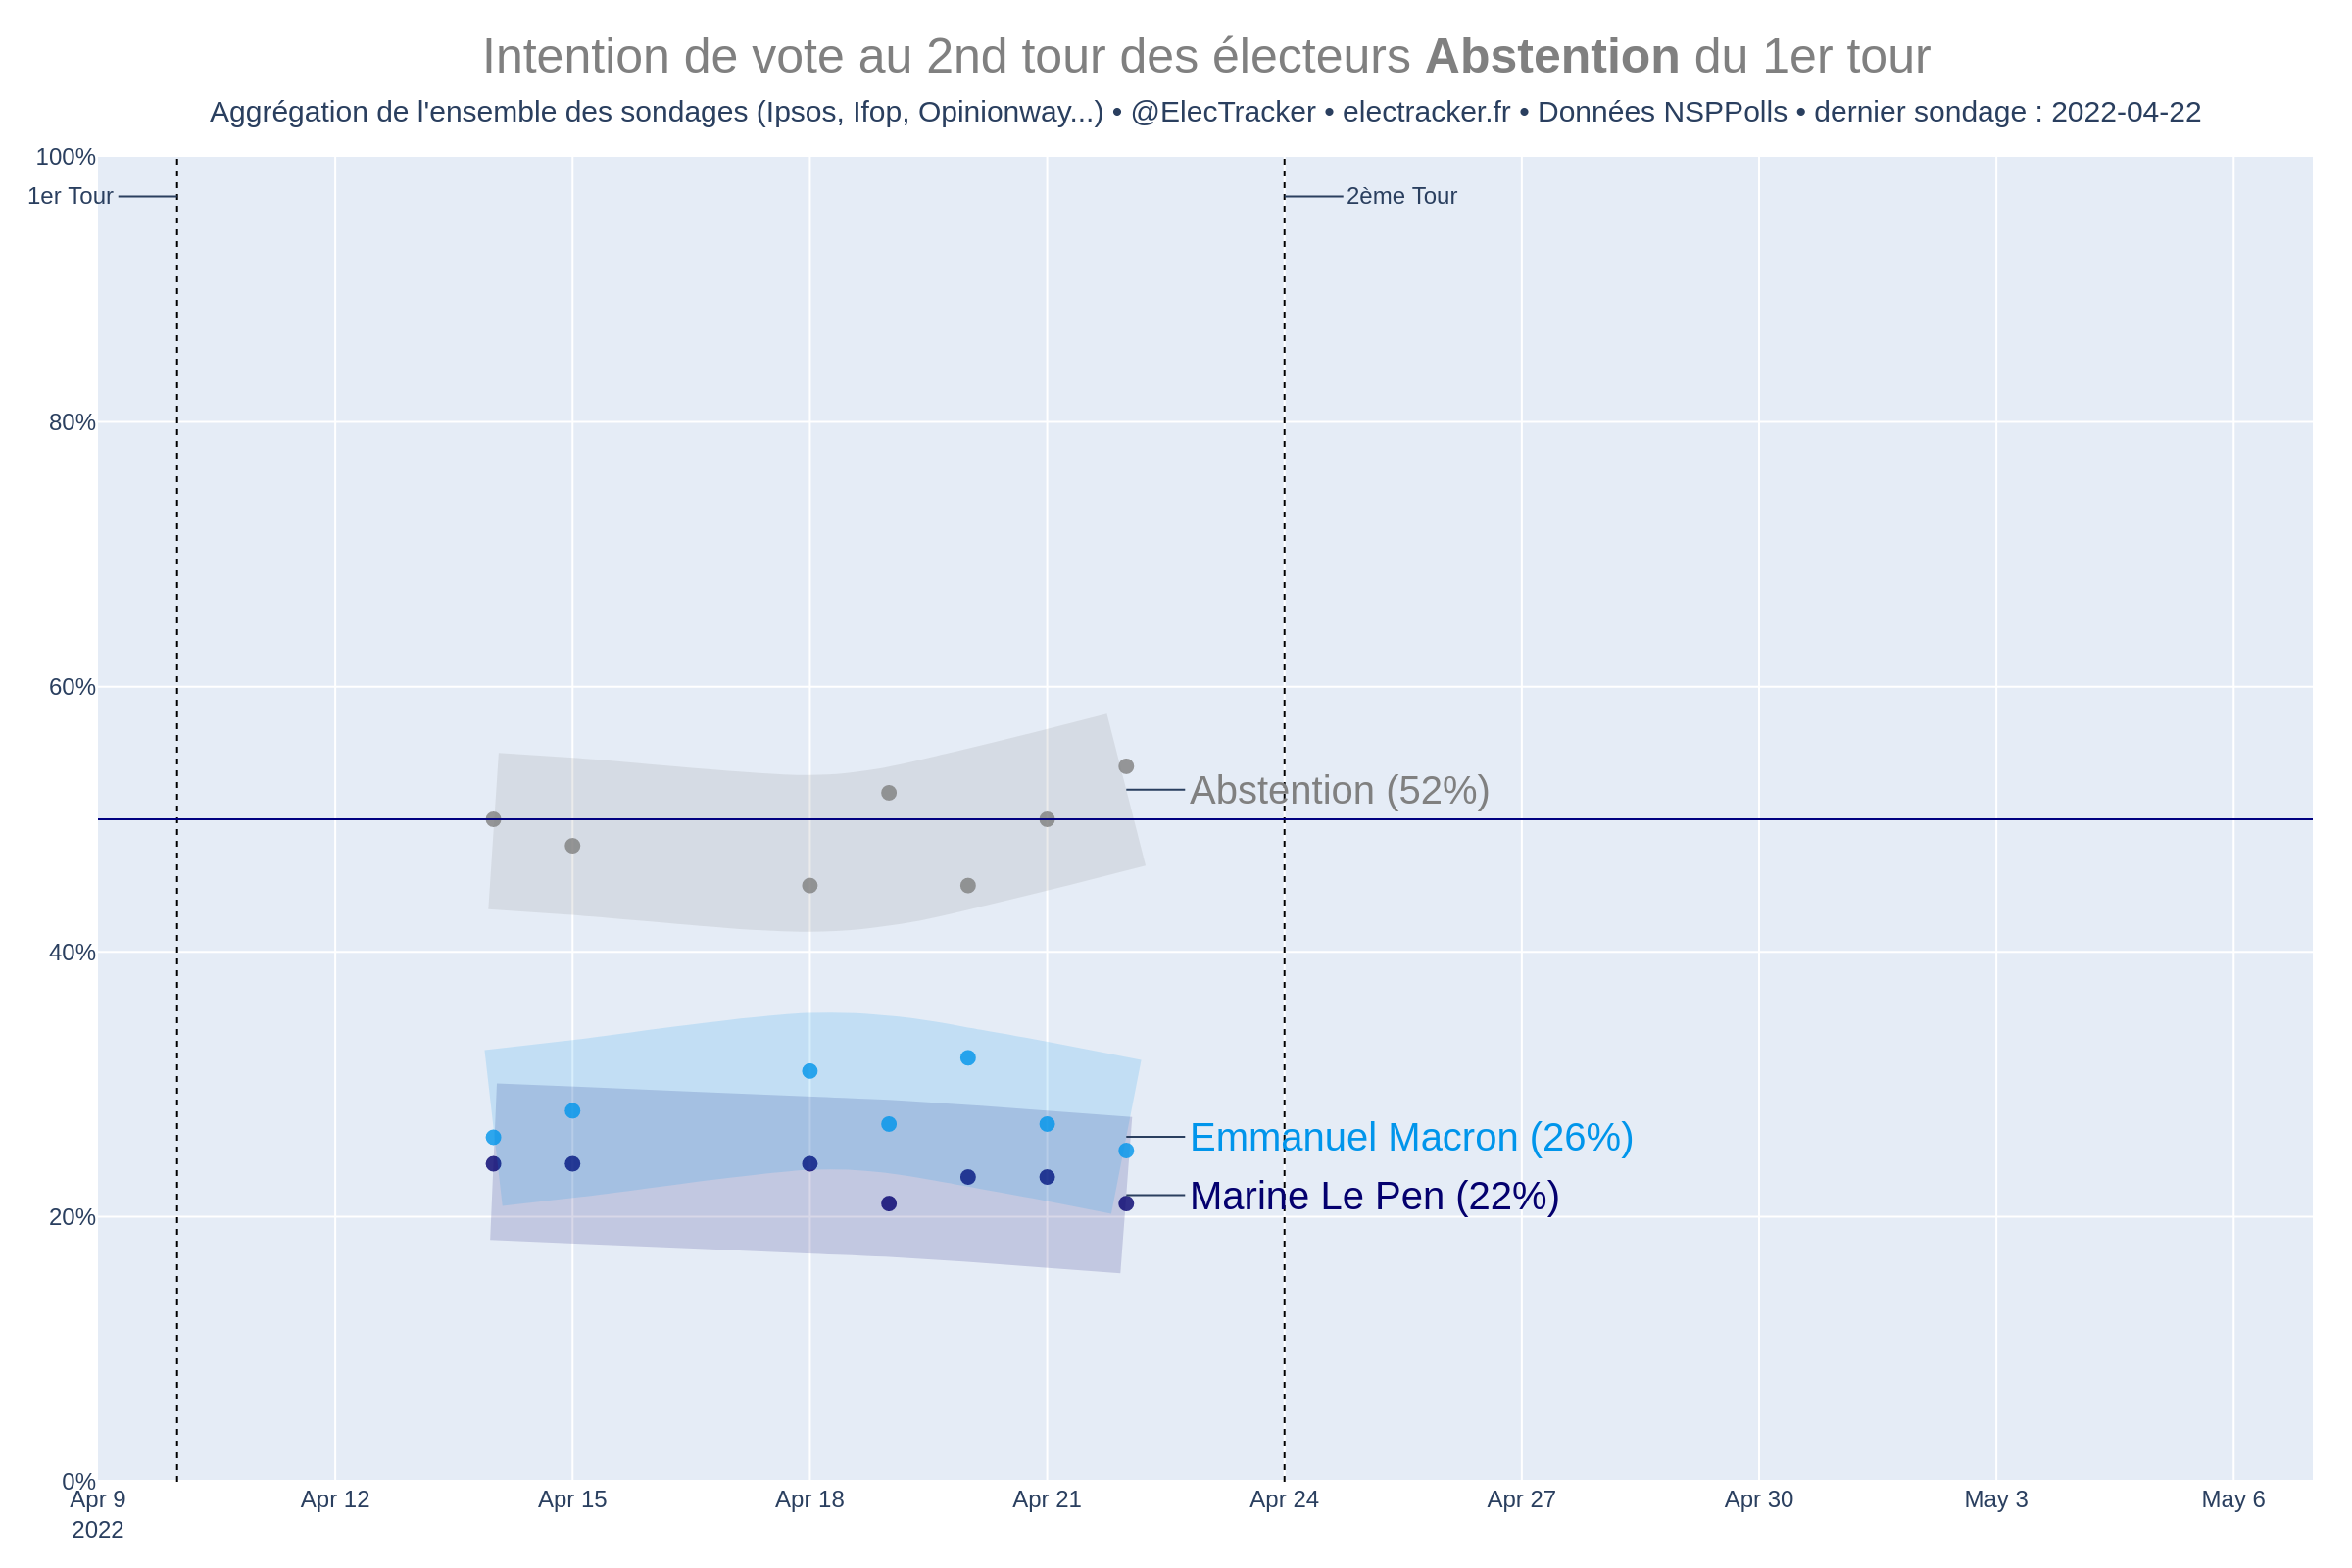 Intention de vote au 2nd tour des électeurs Abstention du 1er tour
Aggrégation de l'ensemble des sondages (Ipsos, Ifop, Opinionway...) • @ElecTracker • electracker.fr • Données NSPPolls • dernier sondage : 2022-04-22
100%
1er Tour
2ème Tour
80%
60%
Abstention (52%)
40%
Emmanuel Macron (26%)
Marine Le Pen (22%)
20%
0%
Apr 9 Apr 12 Apr 15 Apr 18 Apr 21 Apr 24 Apr 27 Apr 30 May 3 May 6
2022